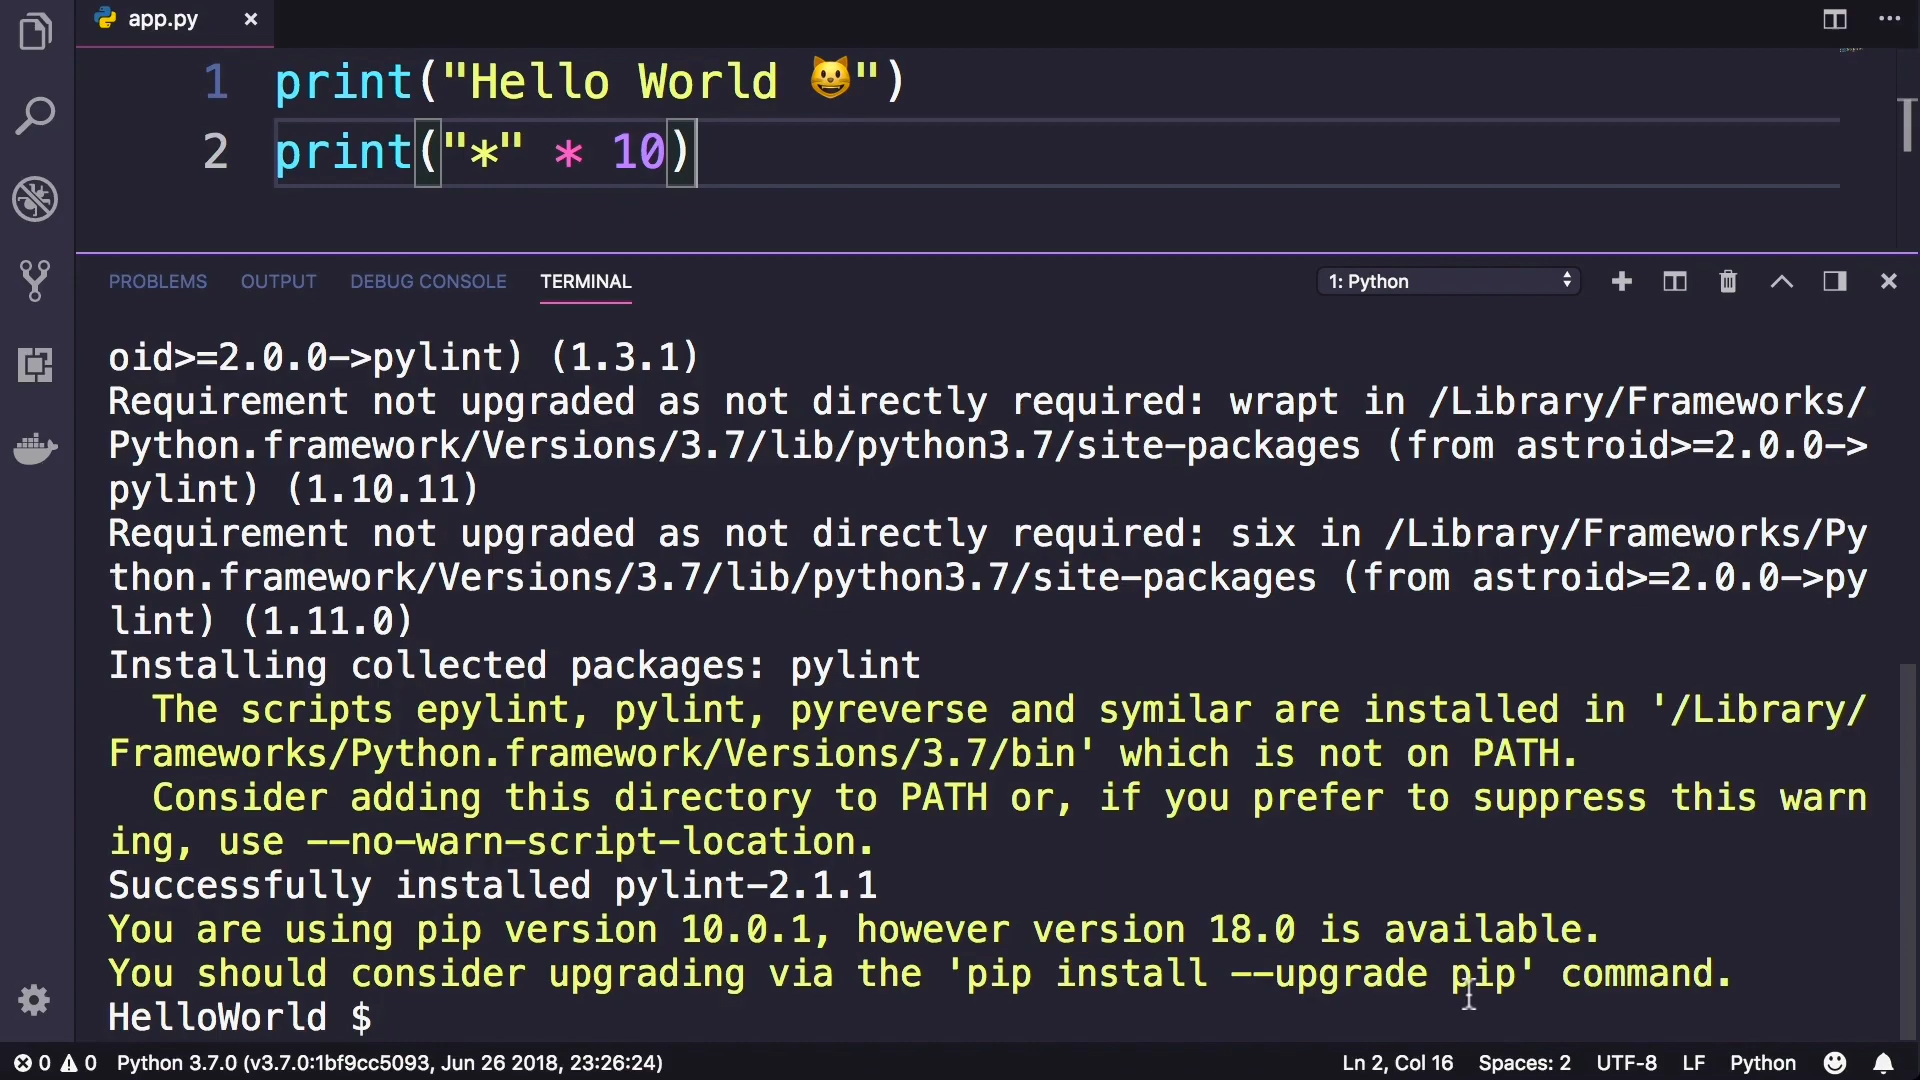 app.py
1 print("Hello World 😺")
2 print("*" * 10)
PROBLEMS OUTPUT DEBUG CONSOLE TERMINAL 1: Python
oid>=2.0.0->pylint) (1.3.1)
Requirement not upgraded as not directly required: wrapt in /Library/Frameworks/
Python.framework/Versions/3.7/lib/python3.7/site-packages (from astroid>=2.0.0->
pylint) (1.10.11)
Requirement not upgraded as not directly required: six in /Library/Frameworks/Py
thon.framework/Versions/3.7/lib/python3.7/site-packages (from astroid>=2.0.0->py
lint) (1.11.0)
Installing collected packages: pylint
  The scripts epylint, pylint, pyreverse and symilar are installed in '/Library/
Frameworks/Python.framework/Versions/3.7/bin' which is not on PATH.
  Consider adding this directory to PATH or, if you prefer to suppress this warn
ing, use --no-warn-script-location.
Successfully installed pylint-2.1.1
You are using pip version 10.0.1, however version 18.0 is available.
You should consider upgrading via the 'pip install --upgrade pip' command.
HelloWorld $
0 0 Python 3.7.0 (v3.7.0:1bf9cc5093, Jun 26 2018, 23:26:24) Ln 2, Col 16 Spaces: 2 UTF-8 LF Python